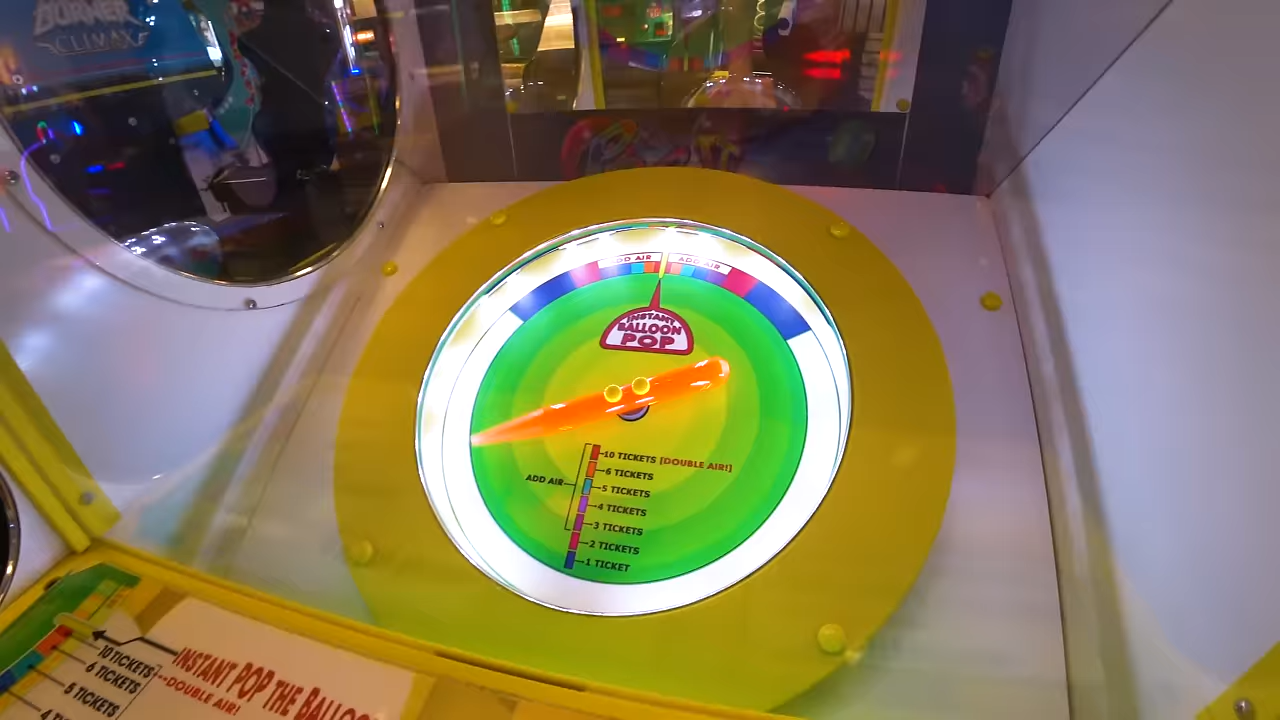 BURNER
CLIMAX
ADD AIR
ADD AIR
INSTANT
BALLOON
POP
10 TICKETS [DOUBLE AIR!]
6 TICKETS
ADD AIR
5 TICKETS
4 TICKETS
3 TICKETS
2 TICKETS
1 TICKET
INSTANT POP THE BALLOO
10 TICKETS
DOUBLE AIR!
6 TICKETS
5 TICKETS